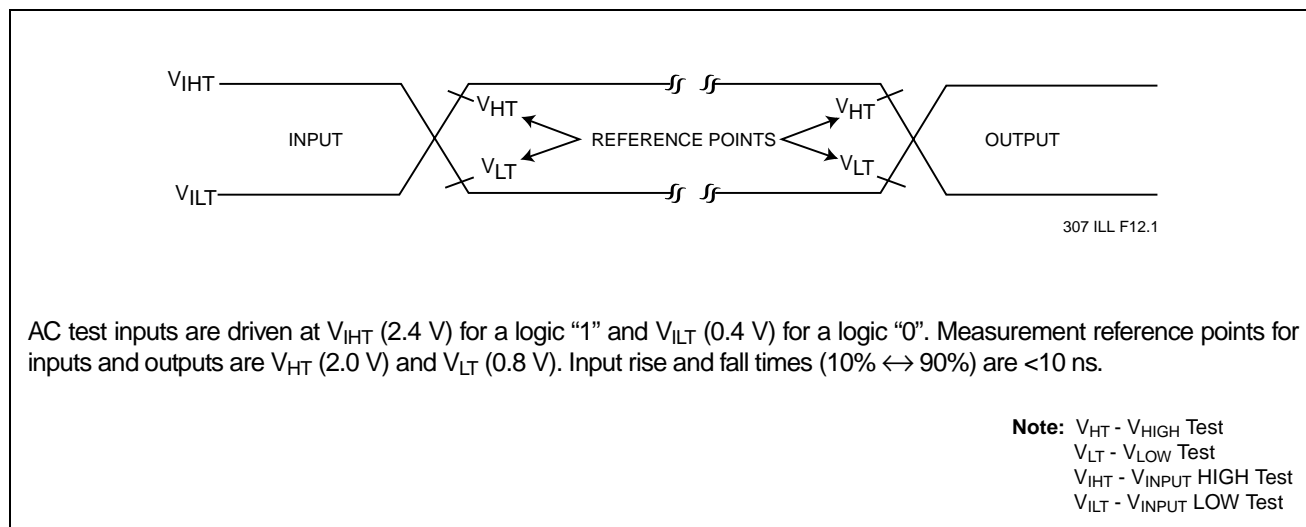 VIHT
VHT
VHT
INPUT
REFERENCE POINTS
OUTPUT
VLT
VLT
VILT
307 ILL F12.1
AC test inputs are driven at VIHT (2.4 V) for a logic “1” and VILT (0.4 V) for a logic “0”. Measurement reference points for
inputs and outputs are VHT (2.0 V) and VLT (0.8 V). Input rise and fall times (10% ↔ 90%) are <10 ns.
Note: VHT - VHIGH Test
VLT - VLOW Test
VIHT - VINPUT HIGH Test
VILT - VINPUT LOW Test